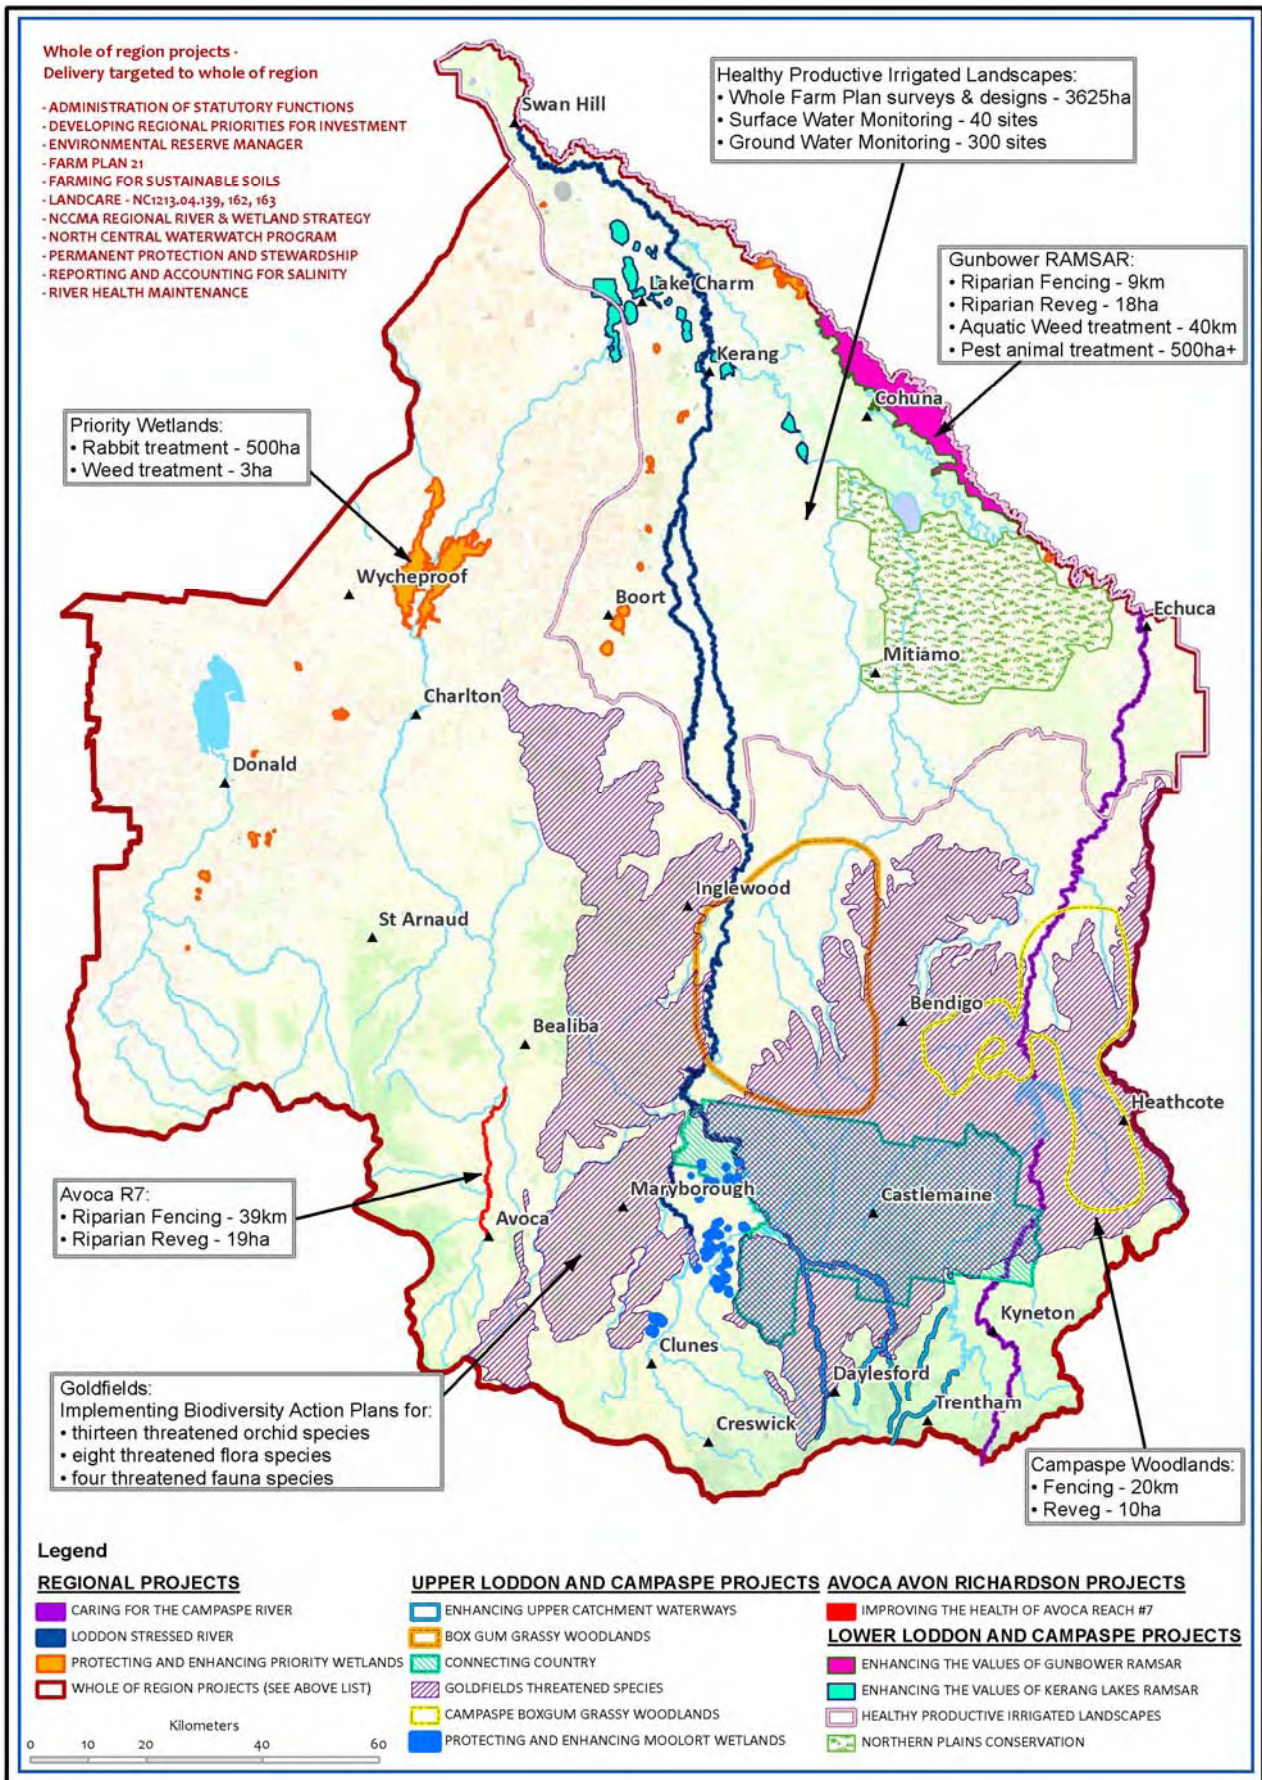 Whole of region projects -
Delivery targeted to whole of region
- ADMINISTRATION OF STATUTORY FUNCTIONS
- DEVELOPING REGIONAL PRIORITIES FOR INVESTMENT
- ENVIRONMENTAL RESERVE MANAGER
- FARM PLAN 21
- FARMING FOR SUSTAINABLE SOILS
- LANDCARE - NC1213.04.139, 162, 163
- NCCMA REGIONAL RIVER & WETLAND STRATEGY
- NORTH CENTRAL WATERWATCH PROGRAM
- PERMANENT PROTECTION AND STEWARDSHIP
- REPORTING AND ACCOUNTING FOR SALINITY
- RIVER HEALTH MAINTENANCE
Healthy Productive Irrigated Landscapes:
• Whole Farm Plan surveys & designs - 3625ha
• Surface Water Monitoring - 40 sites
• Ground Water Monitoring - 300 sites
Swan Hill
Gunbower RAMSAR:
• Riparian Fencing - 9km
• Riparian Reveg - 18ha
• Aquatic Weed treatment - 40km
• Pest animal treatment - 500ha+
Lake Charm
Kerang
Cohuna
Priority Wetlands:
• Rabbit treatment - 500ha
• Weed treatment - 3ha
Wycheproof
Boort
Echuca
Mitiamo
Charlton
Donald
Inglewood
St Arnaud
Bendigo
Bealiba
Heathcote
Avoca R7:
• Riparian Fencing - 39km
• Riparian Reveg - 19ha
Maryborough
Castlemaine
Avoca
Kyneton
Clunes
Daylesford
Trentham
Creswick
Goldfields:
Implementing Biodiversity Action Plans for:
• thirteen threatened orchid species
• eight threatened flora species
• four threatened fauna species
Campaspe Woodlands:
• Fencing - 20km
• Reveg - 10ha
Legend
REGIONAL PROJECTS
CARING FOR THE CAMPASPE RIVER
LODDON STRESSED RIVER
PROTECTING AND ENHANCING PRIORITY WETLANDS
WHOLE OF REGION PROJECTS (SEE ABOVE LIST)
Kilometers
0 10 20 40 60
UPPER LODDON AND CAMPASPE PROJECTS
ENHANCING UPPER CATCHMENT WATERWAYS
BOX GUM GRASSY WOODLANDS
CONNECTING COUNTRY
GOLDFIELDS THREATENED SPECIES
CAMPASPE BOXGUM GRASSY WOODLANDS
PROTECTING AND ENHANCING MOOLORT WETLANDS
AVOCA AVON RICHARDSON PROJECTS
IMPROVING THE HEALTH OF AVOCA REACH #7
LOWER LODDON AND CAMPASPE PROJECTS
ENHANCING THE VALUES OF GUNBOWER RAMSAR
ENHANCING THE VALUES OF KERANG LAKES RAMSAR
HEALTHY PRODUCTIVE IRRIGATED LANDSCAPES
NORTHERN PLAINS CONSERVATION